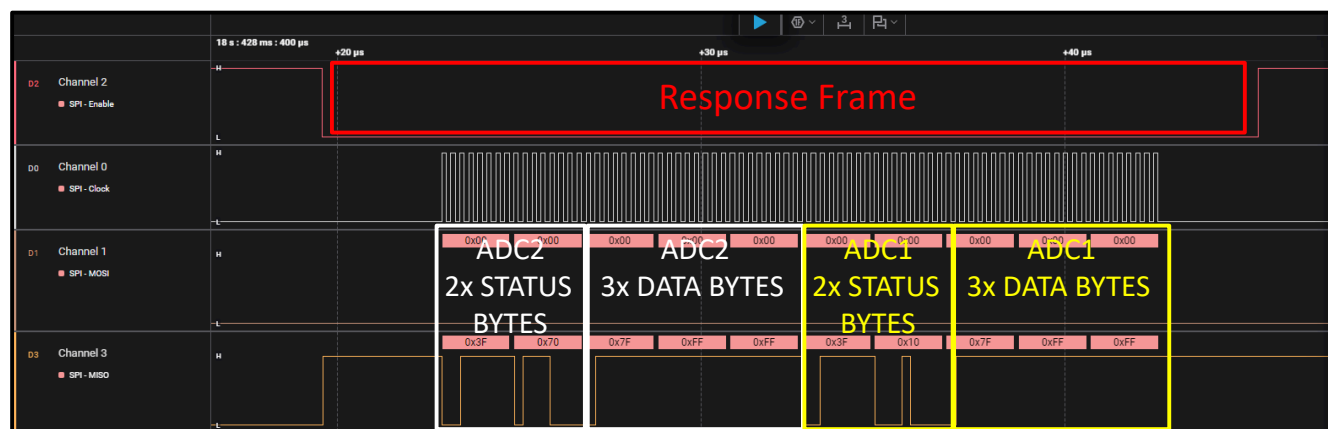 3
18 s : 428 ms : 400 µs
+20 µs
+30 µs
+40 µs
D2 Channel 2
SPI - Enable
H
L
Response Frame
D0 Channel 0
SPI - Clock
H
L
D1 Channel 1
SPI - MOSI
H
L
0x00 0x00 0x00 0x00 0x00 0x00 0x00 0x00 0x00 0x00
ADC2
2x STATUS
BYTES
ADC2
3x DATA BYTES
ADC1
2x STATUS
BYTES
ADC1
3x DATA BYTES
D3 Channel 3
SPI - MISO
H
L
0x3F 0x70 0x7F 0xFF 0xFF 0x3F 0x10 0x7F 0xFF 0xFF